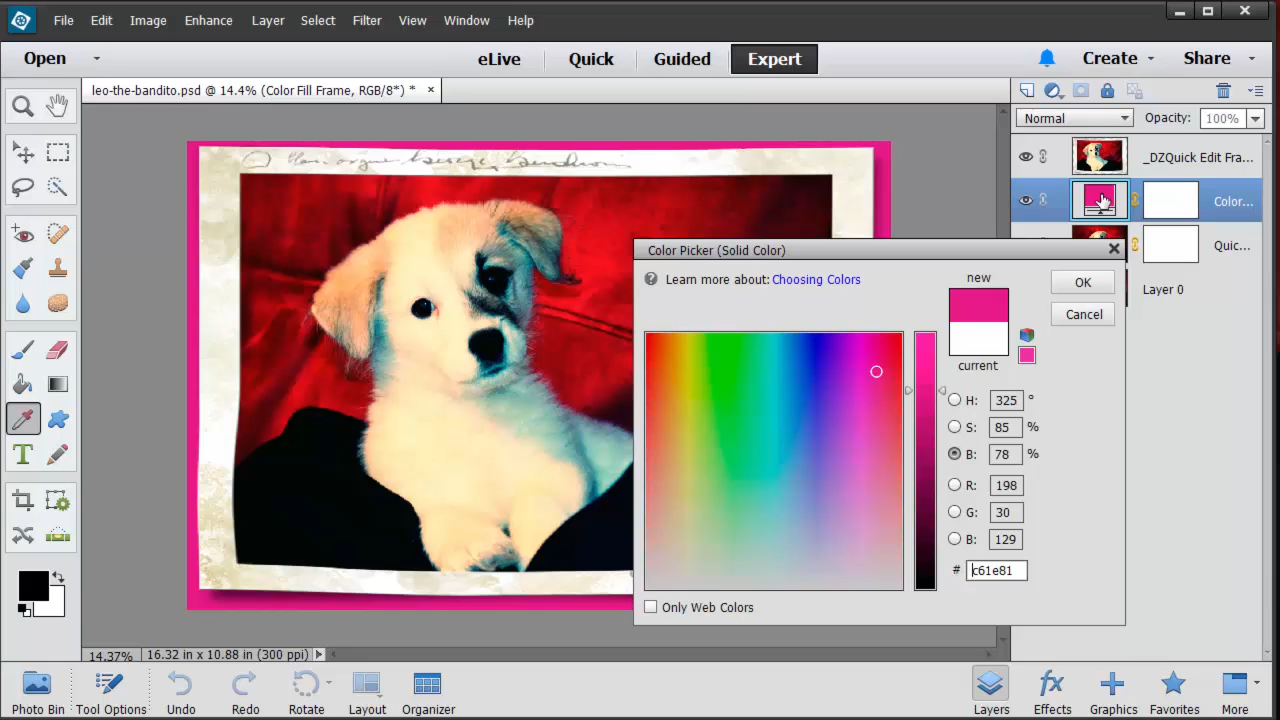 File Edit Image Enhance Layer Select Filter View Window Help
Open eLive Quick Guided Expert Create Share
leo-the-bandito.psd @ 14.4% (Color Fill Frame, RGB/8*) * ×
Normal Opacity: 100%
_DZQuick Edit Fra...
Color...
Quic...
Layer 0
Color Picker (Solid Color)
Learn more about: Choosing Colors
new
current
OK
Cancel
H: 325 °
S: 85 %
B: 78 %
R: 198
G: 30
B: 129
# c61e81
Only Web Colors
14.37% 16.32 in x 10.88 in (300 ppi)
Photo Bin Tool Options Undo Redo Rotate Layout Organizer Layers Effects Graphics Favorites More